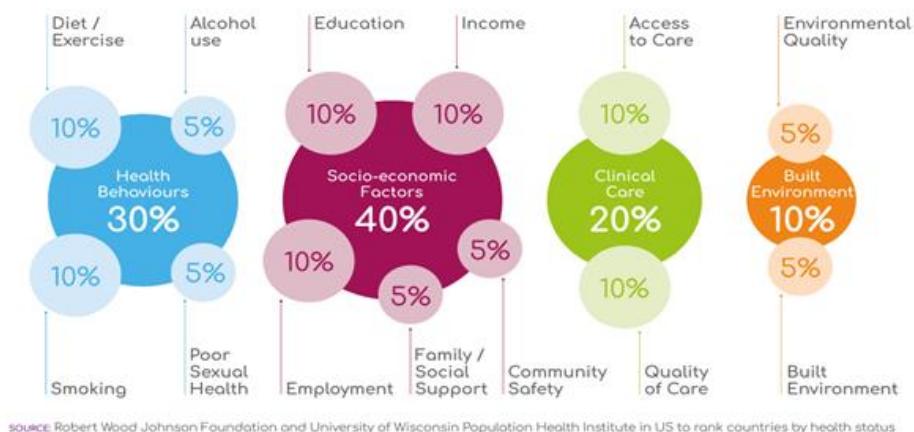 Diet /
Exercise
Alcohol
use
Education
Income
Access
to Care
Environmental
Quality
10%
5%
10%
10%
10%
5%
Health
Behaviours
30%
Socio-economic
Factors
40%
Clinical
Care
20%
Built
Environment
10%
10%
5%
10%
5%
5%
10%
5%
Smoking
Poor
Sexual
Health
Employment
Family /
Social
Support
Community
Safety
Quality
of Care
Built
Environment
SOURCE: Robert Wood Johnson Foundation and University of Wisconsin Population Health Institute in US to rank countries by health status